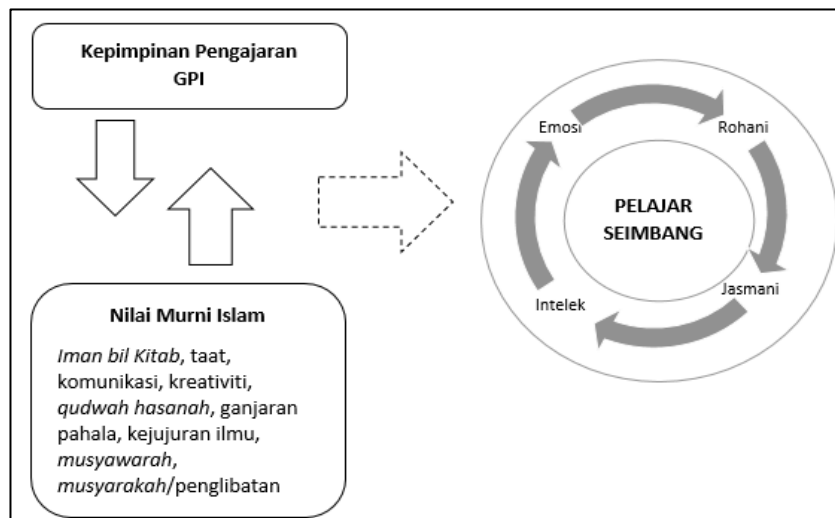 Kepimpinan Pengajaran
GPI
Nilai Murni Islam
Iman bil Kitab, taat,
komunikasi, kreativiti,
qudwah hasanah, ganjaran
pahala, kejujuran ilmu,
musyawarah,
musyarakah/penglibatan
Emosi
Rohani
PELAJAR
SEIMBANG
Intelek
Jasmani